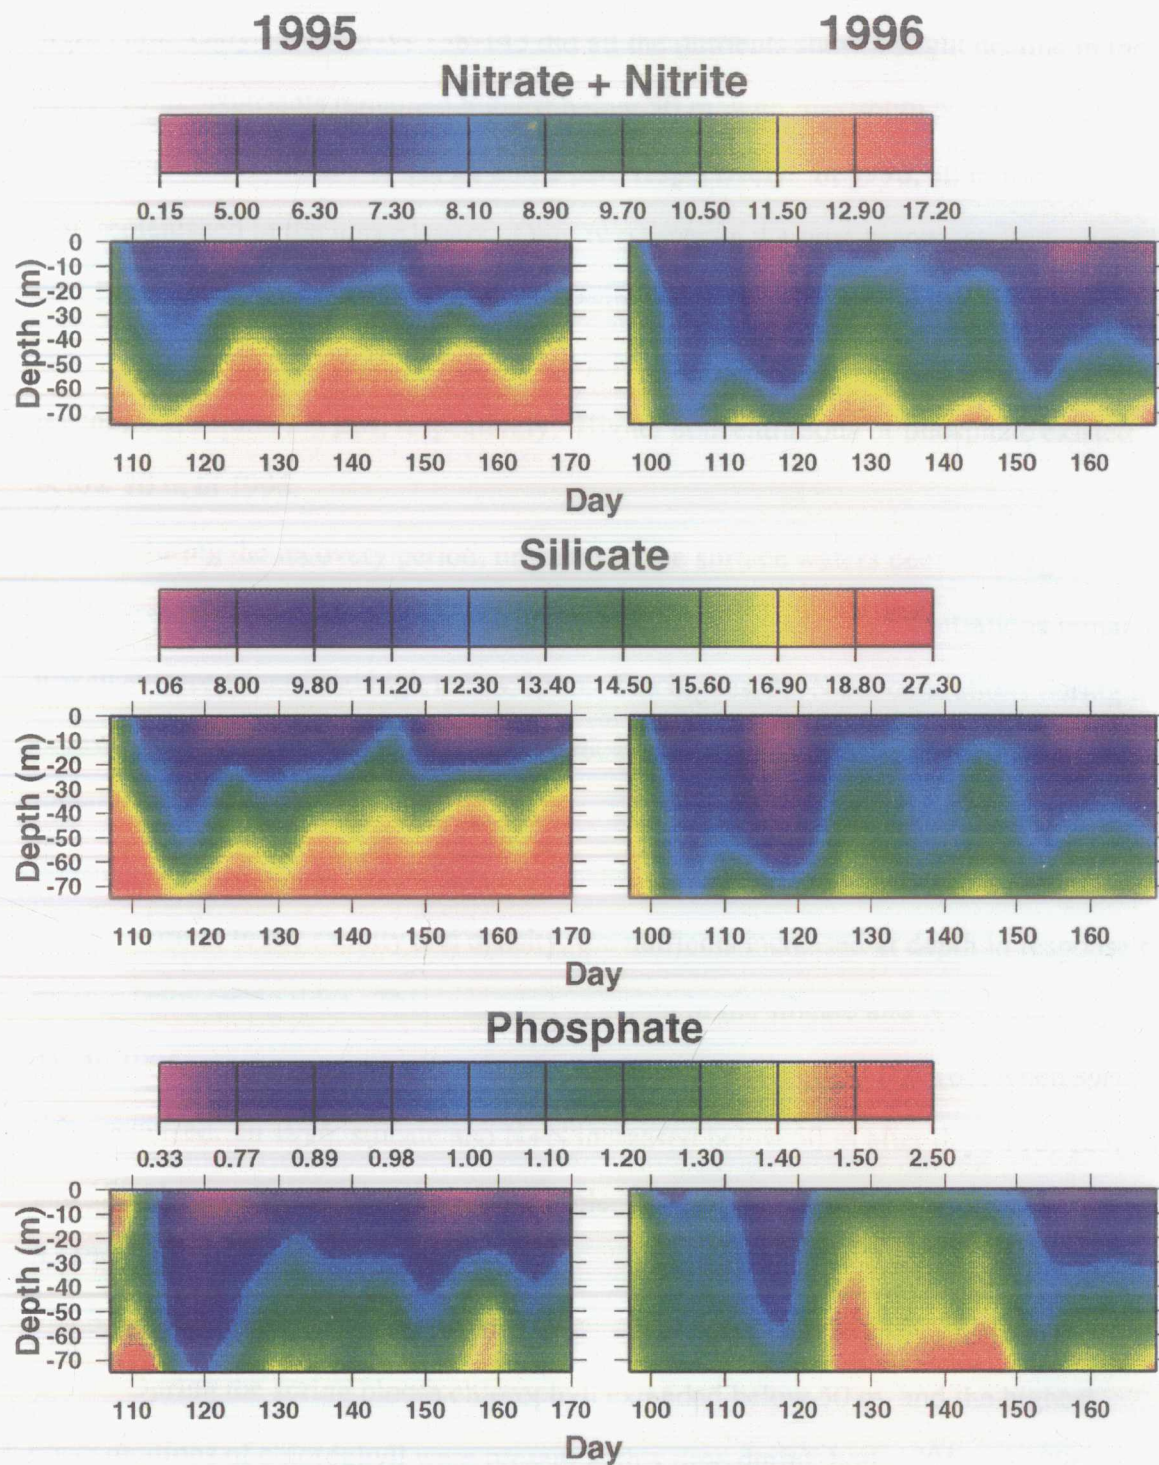 1995 1996
Nitrate + Nitrite
0.15 5.00 6.30 7.30 8.10 8.90 9.70 10.50 11.50 12.90 17.20
Depth (m)
0 -10 -20 -30 -40 -50 -60 -70
110 120 130 140 150 160 170 100 110 120 130 140 150 160
Day
Silicate
1.06 8.00 9.80 11.20 12.30 13.40 14.50 15.60 16.90 18.80 27.30
Depth (m)
0 -10 -20 -30 -40 -50 -60 -70
110 120 130 140 150 160 170 100 110 120 130 140 150 160
Day
Phosphate
0.33 0.77 0.89 0.98 1.00 1.10 1.20 1.30 1.40 1.50 2.50
Depth (m)
0 -10 -20 -30 -40 -50 -60 -70
110 120 130 140 150 160 170 100 110 120 130 140 150 160
Day